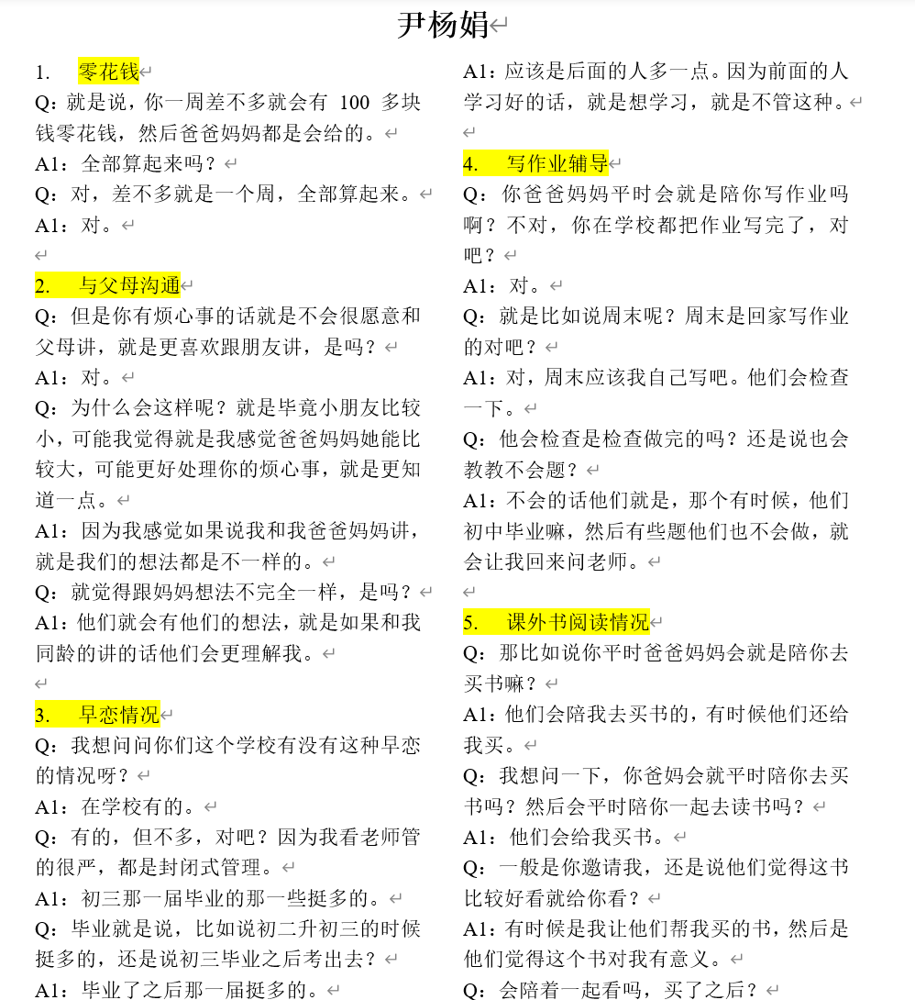 尹杨娟
1. 零花钱
Q：就是说，你一周差不多就会有 100 多块
钱零花钱，然后爸爸妈妈都是会给的。
A1：全部算起来吗？
Q：对，差不多就是一个周，全部算起来。
A1：对。
2. 与父母沟通
Q：但是你有烦心事的话就是不会很愿意和
父母讲，就是更喜欢跟朋友讲，是吗？
A1：对。
Q：为什么会这样呢？就是毕竟小朋友比较
小，可能我觉得就是我感觉爸爸妈妈她能比
较大，可能更好处理你的烦心事，就是更知
道一点。
A1：因为我感觉如果说我和我爸爸妈妈讲，
就是我们的想法都是不一样的。
Q：就觉得跟妈妈想法不完全一样，是吗？
A1：他们就会有他们的想法，就是如果和我
同龄的讲的话他们会更理解我。
3. 早恋情况
Q：我想问问你们这个学校有没有这种早恋
的情况呀？
A1：在学校有的。
Q：有的，但不多，对吧？因为我看老师管
的很严，都是封闭式管理。
A1：初三那一届毕业的那一些挺多的。
Q：毕业就是说，比如说初二升初三的时候
挺多的，还是说初三毕业之后考出去？
A1：毕业了之后那一届挺多的。
A1：应该是后面的人多一点。因为前面的人
学习好的话，就是想学习，就是不管这种。
4. 写作业辅导
Q：你爸爸妈妈平时会就是陪你写作业吗
啊？不对，你在学校都把作业写完了，对
吧？
A1：对。
Q：就是比如说周末呢？周末是回家写作业
的对吧？
A1：对，周末应该我自己写吧。他们会检查
一下。
Q：他会检查是检查做完的吗？还是说也会
教教不会题？
A1：不会的话他们就是，那个有时候，他们
初中毕业嘛，然后有些题他们也不会做，就
会让我回来问老师。
5. 课外书阅读情况
Q：那比如说你平时爸爸妈妈会就是陪你去
买书嘛？
A1：他们会陪我去买书的，有时候他们还给
我买。
Q：我想问一下，你爸妈会就平时陪你去买
书吗？然后会平时陪你一起去读书吗？
A1：他们会给我买书。
Q：一般是你邀请我，还是说他们觉得这书
比较好看就给你看？
A1：有时候是我让他们帮我买的书，然后是
他们觉得这个书对我有意义。
Q：会陪着一起看吗，买了之后？